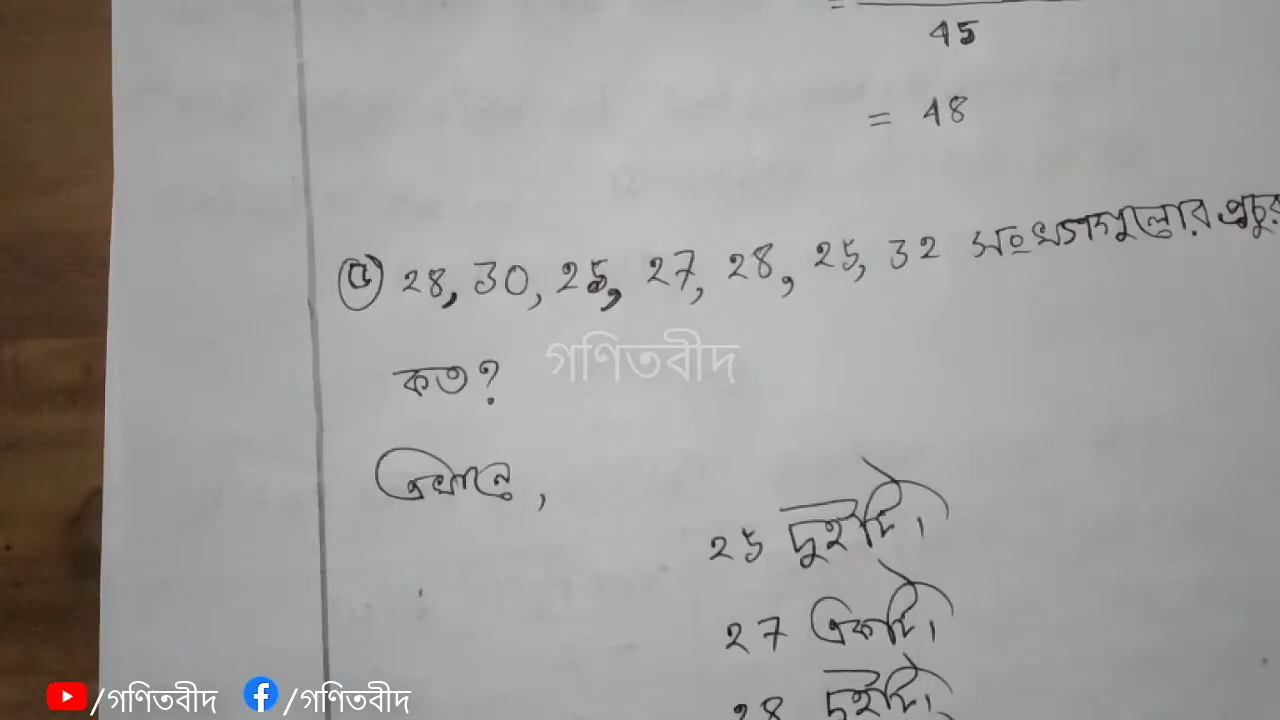 =
45
= 48
28, 30, 25, 27, 28, 25, 32 সংখ্যাগুলোর প্রচুর
কত?
গণিতবীদ
এখানে,
25 দুইটি।
27 একটি।
28 দুইটি।
/গণিতবীদ /গণিতবীদ